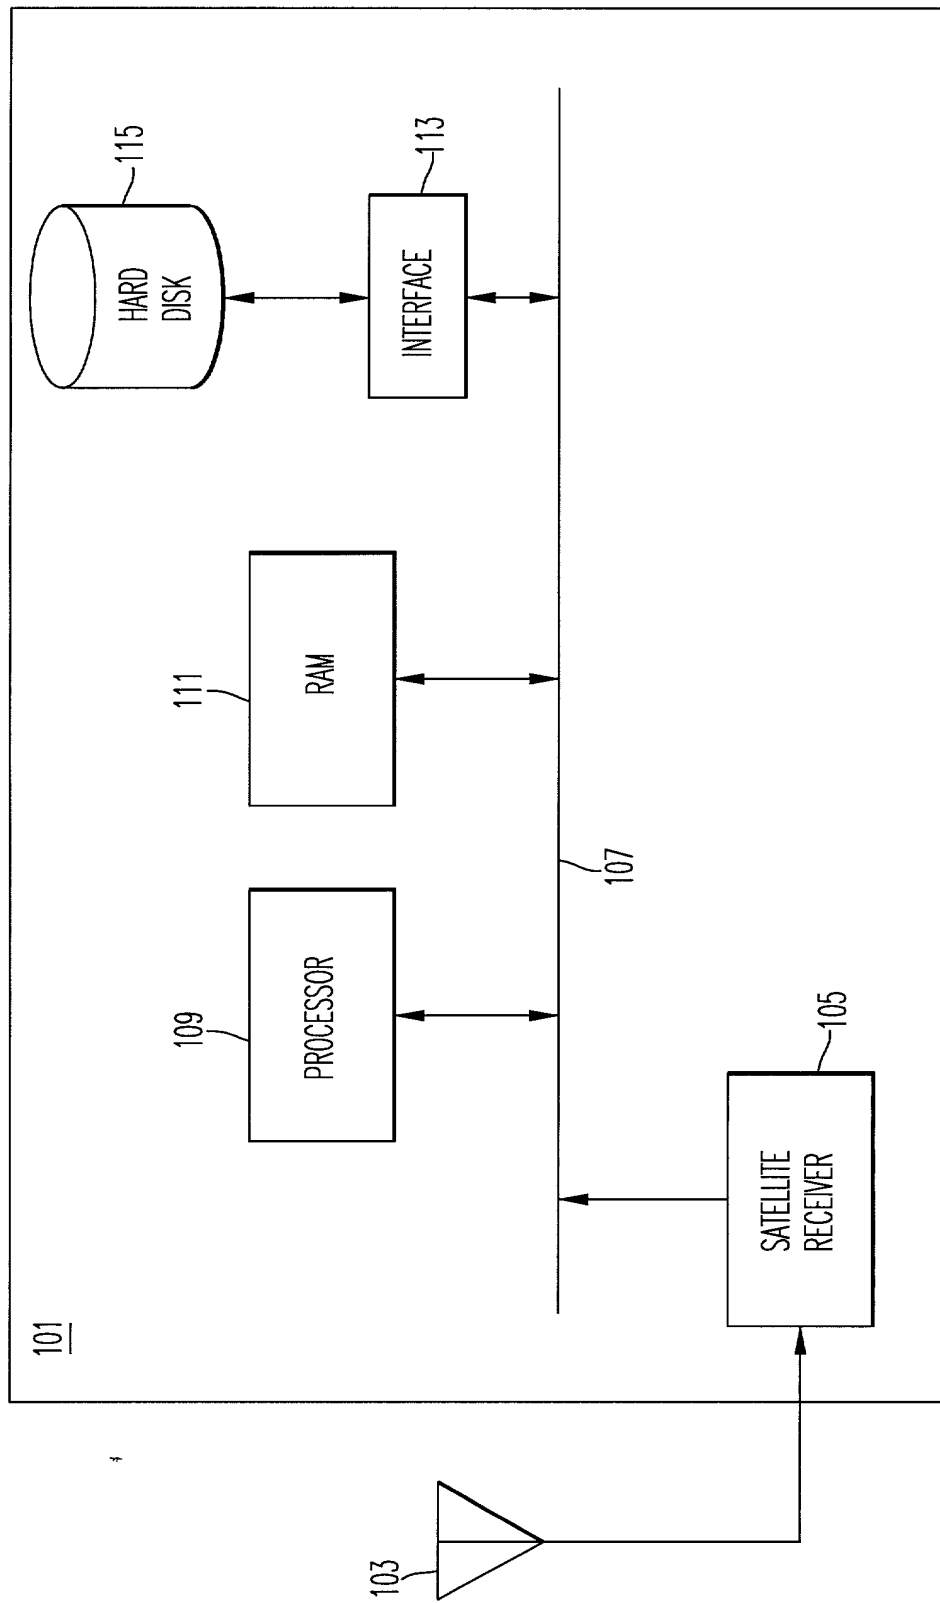 101
HARD
DISK
115
INTERFACE
113
RAM
111
PROCESSOR
109
107
SATELLITE
RECEIVER
105
103